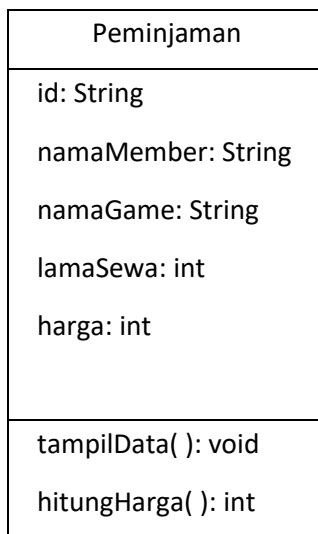 Peminjaman
id: String
namaMember: String
namaGame: String
lamaSewa: int
harga: int
tampilData( ): void
hitungHarga( ): int